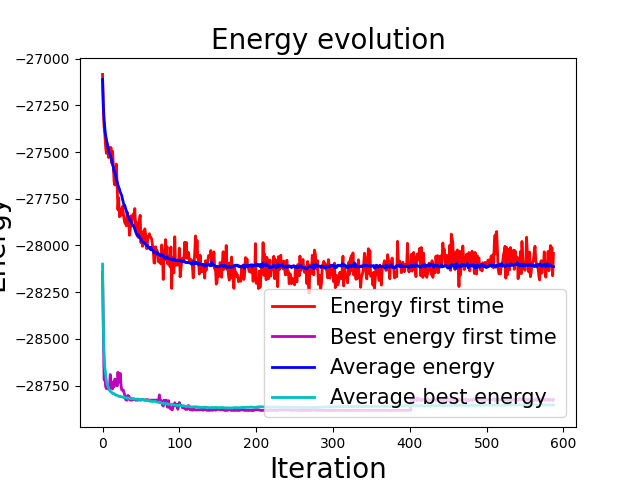 Energy evolution
Energy
−27000
−27250
−27500
−27750
−28000
−28250
−28500
−28750
Energy first time
Best energy first time
Average energy
Average best energy
0 100 200 300 400 500 600
Iteration